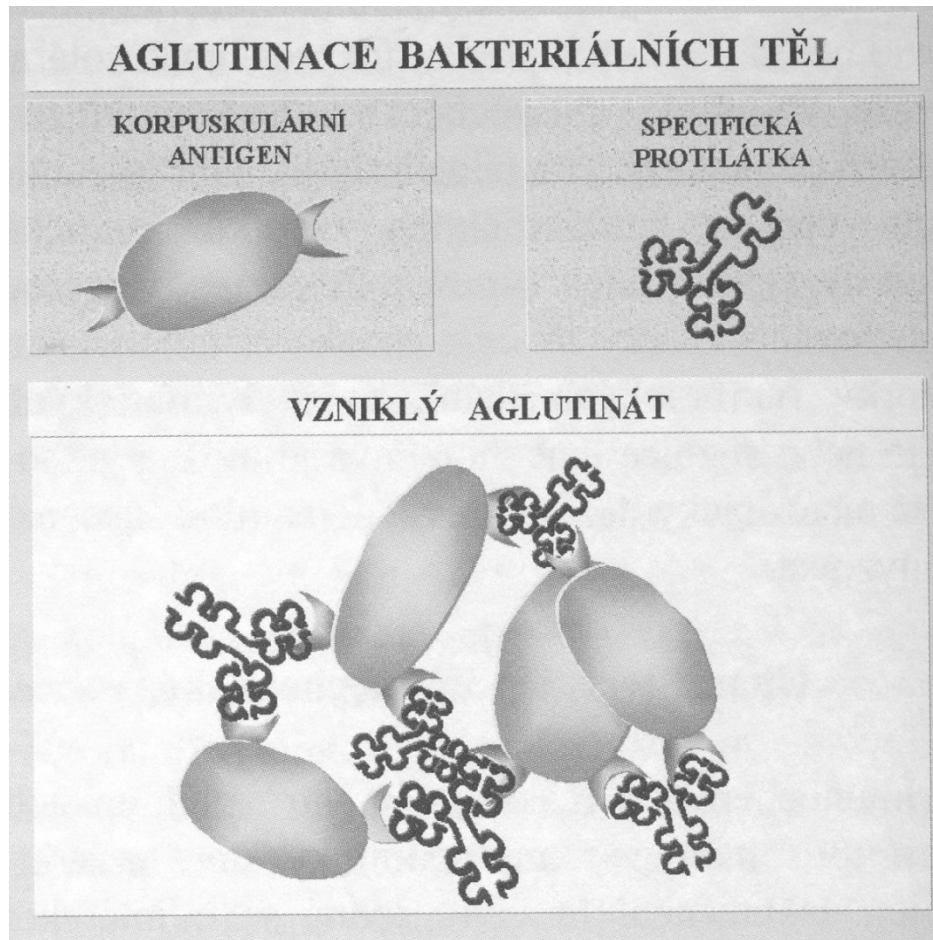 AGLUTINACE BAKTERIÁLNÍCH TĚL
KORPUSKULÁRNÍ
ANTIGEN
SPECIFICKÁ
PROTILÁTKA
VZNIKLÝ AGLUTINÁT